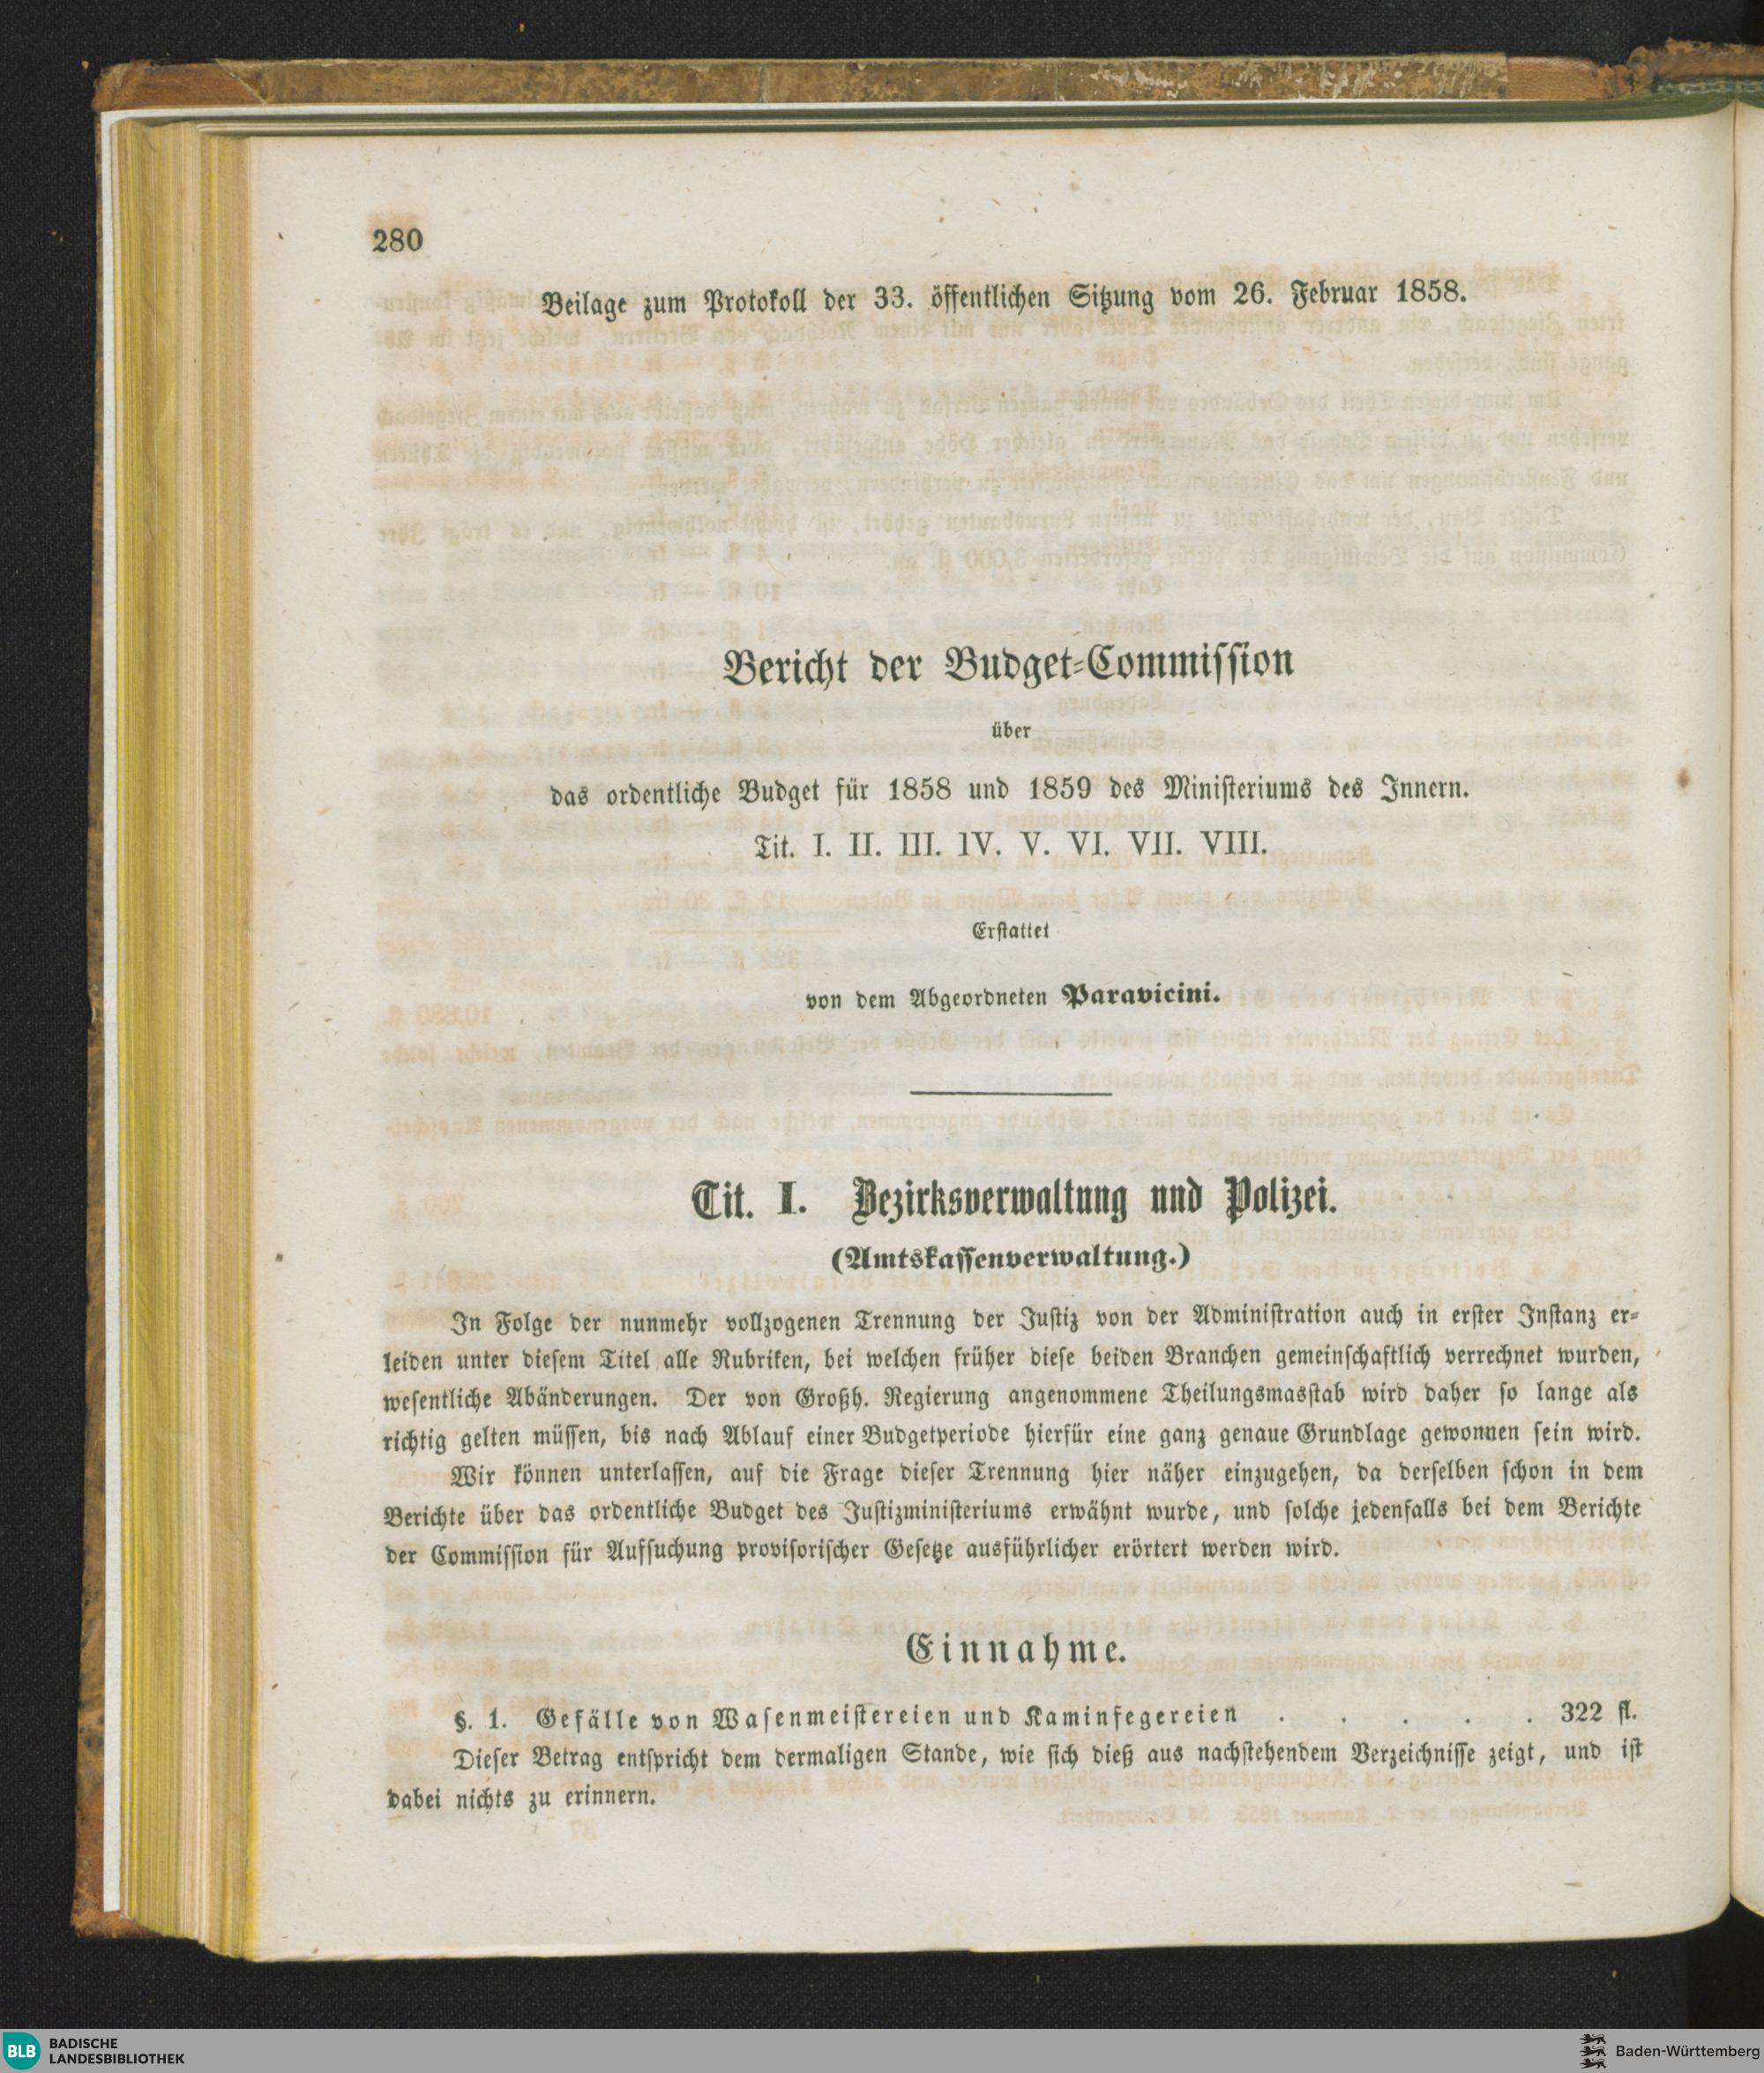 280
Beilage zum Protokoll der 33. öffentlichen Sitzung vom 26. Februar 1858.
Bericht der Budget-Commission
über
das ordentliche Budget für 1858 und 1859 des Ministeriums des Innern.
Tit. I. II. III. IV. V. VI. VII. VIII.
Erstattet
von dem Abgeordneten Paravicini.
Tit. I. Bezirksverwaltung und Polizei.
(Amtskassenverwaltung.)
In Folge der nunmehr vollzogenen Trennung der Justiz von der Administration auch in erster Instanz er-
leiden unter diesem Titel alle Rubriken, bei welchen früher diese beiden Branchen gemeinschaftlich verrechnet wurden,
wesentliche Abänderungen. Der von Großh. Regierung angenommene Theilungsmasstab wird daher so lange als
richtig gelten müssen, bis nach Ablauf einer Budgetperiode hierfür eine ganz genaue Grundlage gewonnen sein wird.
Wir können unterlassen, auf die Frage dieser Trennung hier näher einzugehen, da derselben schon in dem
Berichte über das ordentliche Budget des Justizministeriums erwähnt wurde, und solche jedenfalls bei dem Berichte
der Commission für Aufsuchung provisorischer Gesetze ausführlicher erörtert werden wird.
Einnahme.
§. 1. Gefälle von Wasenmeistereien und Kaminfegereien . . . . . 322 fl.
Dieser Betrag entspricht dem dermaligen Stande, wie sich dieß aus nachstehendem Verzeichnisse zeigt, und ist
dabei nichts zu erinnern.
BLB BADISCHE
LANDESBIBLIOTHEK
Baden-Württemberg